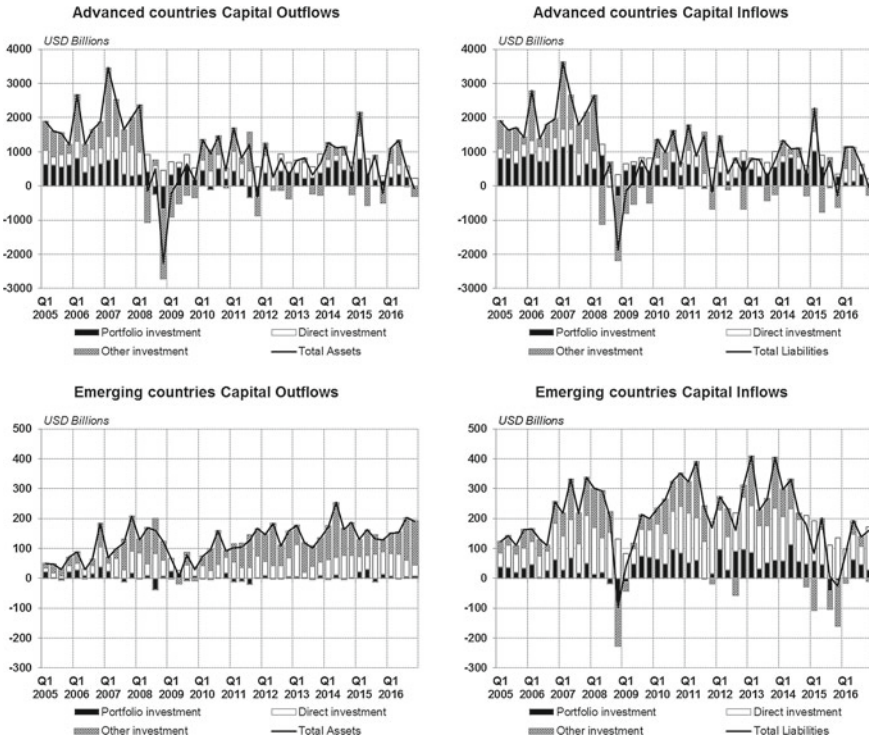 Advanced countries Capital Outflows
USD Billions
4000
3000
2000
1000
0
-1000
-2000
-3000
Q1 Q1 Q1 Q1 Q1 Q1 Q1 Q1 Q1 Q1 Q1 Q1
2005 2006 2007 2008 2009 2010 2011 2012 2013 2014 2015 2016
Portfolio investment Direct investment
Other investment Total Assets
Advanced countries Capital Inflows
USD Billions
4000
3000
2000
1000
0
-1000
-2000
-3000
Q1 Q1 Q1 Q1 Q1 Q1 Q1 Q1 Q1 Q1 Q1 Q1
2005 2006 2007 2008 2009 2010 2011 2012 2013 2014 2015 2016
Portfolio investment Direct investment
Other investment Total Liabilities
Emerging countries Capital Outflows
USD Billions
500
400
300
200
100
0
-100
-200
-300
Q1 Q1 Q1 Q1 Q1 Q1 Q1 Q1 Q1 Q1 Q1 Q1
2005 2006 2007 2008 2009 2010 2011 2012 2013 2014 2015 2016
Portfolio investment Direct investment
Other investment Total Assets
Emerging countries Capital Inflows
USD Billions
500
400
300
200
100
0
-100
-200
-300
Q1 Q1 Q1 Q1 Q1 Q1 Q1 Q1 Q1 Q1 Q1 Q1
2005 2006 2007 2008 2009 2010 2011 2012 2013 2014 2015 2016
Portfolio investment Direct investment
Other investment Total Liabilities